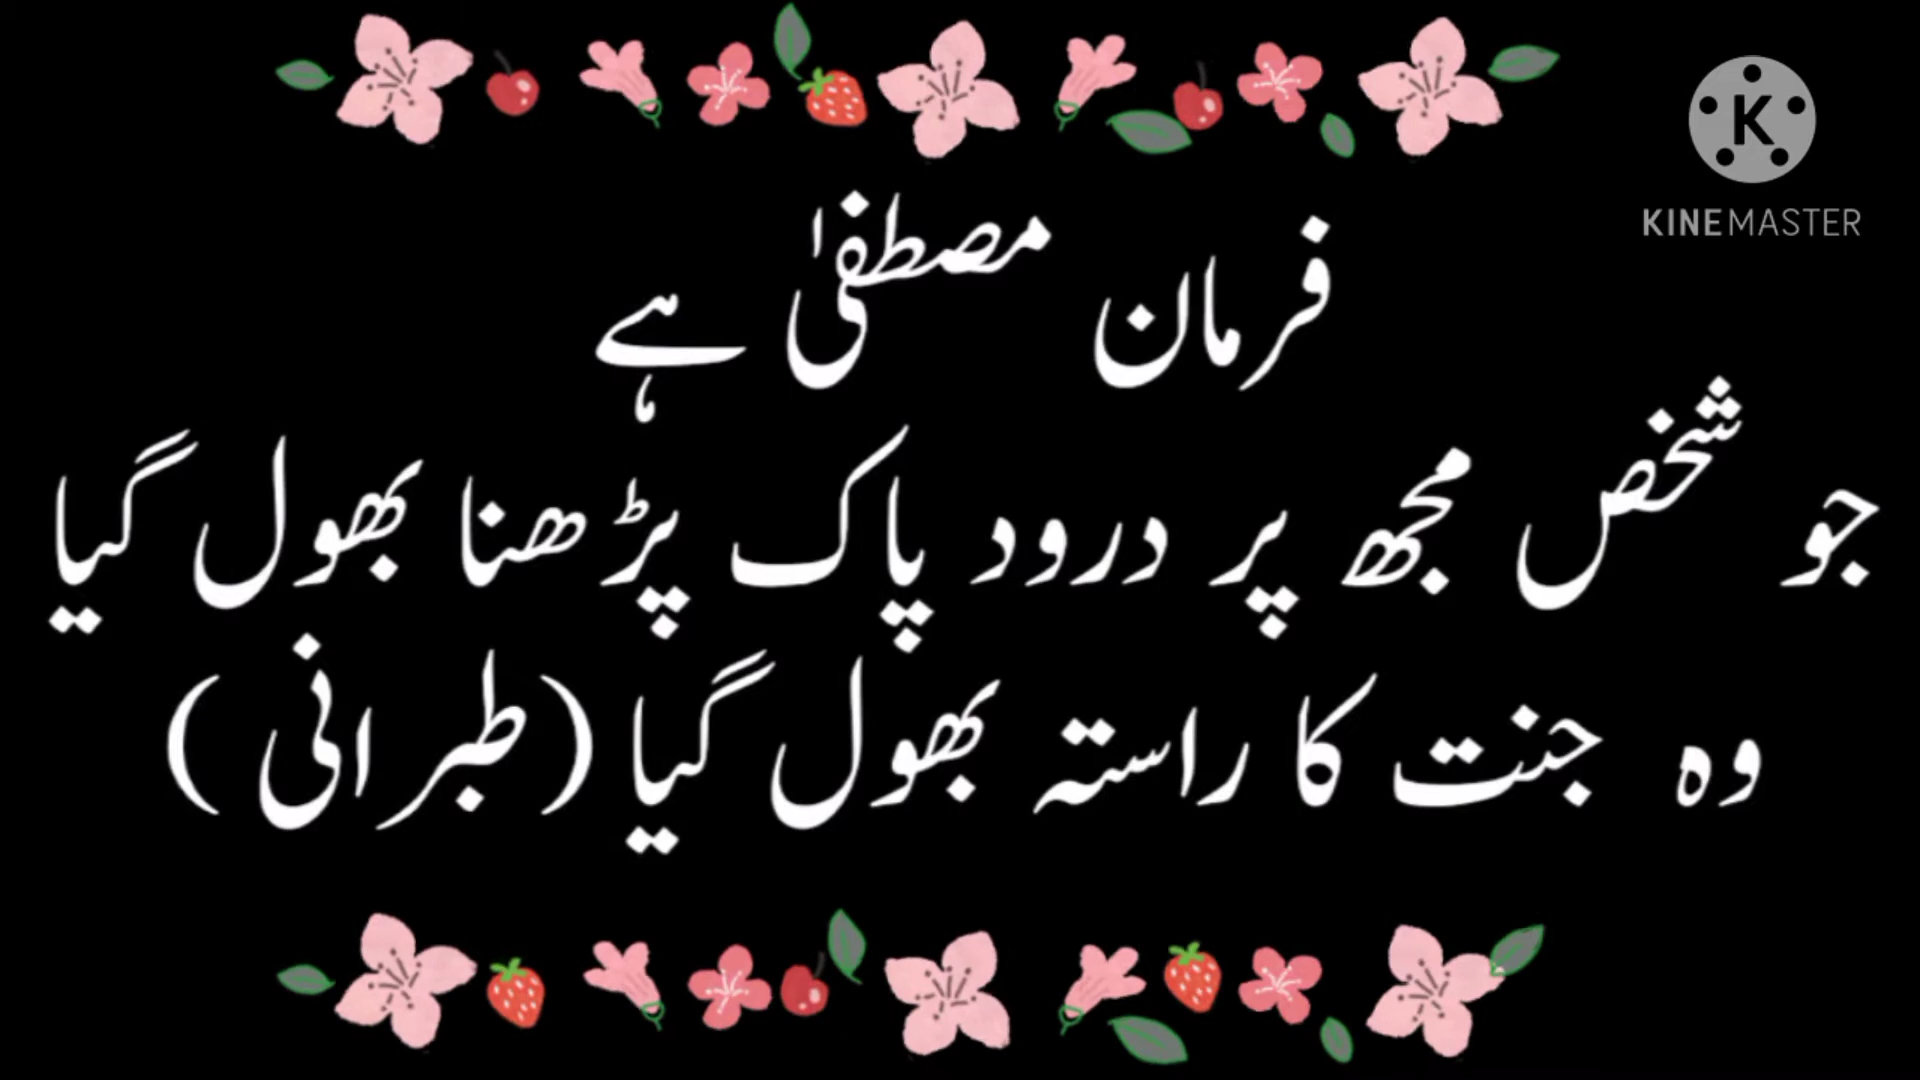 KINEMASTER
فرمان مصطفیٰ ہے
جو شخص مجھ پر درود پاک پڑھنا بھول گیا
وہ جنت کا راستہ بھول گیا (طبرانی)